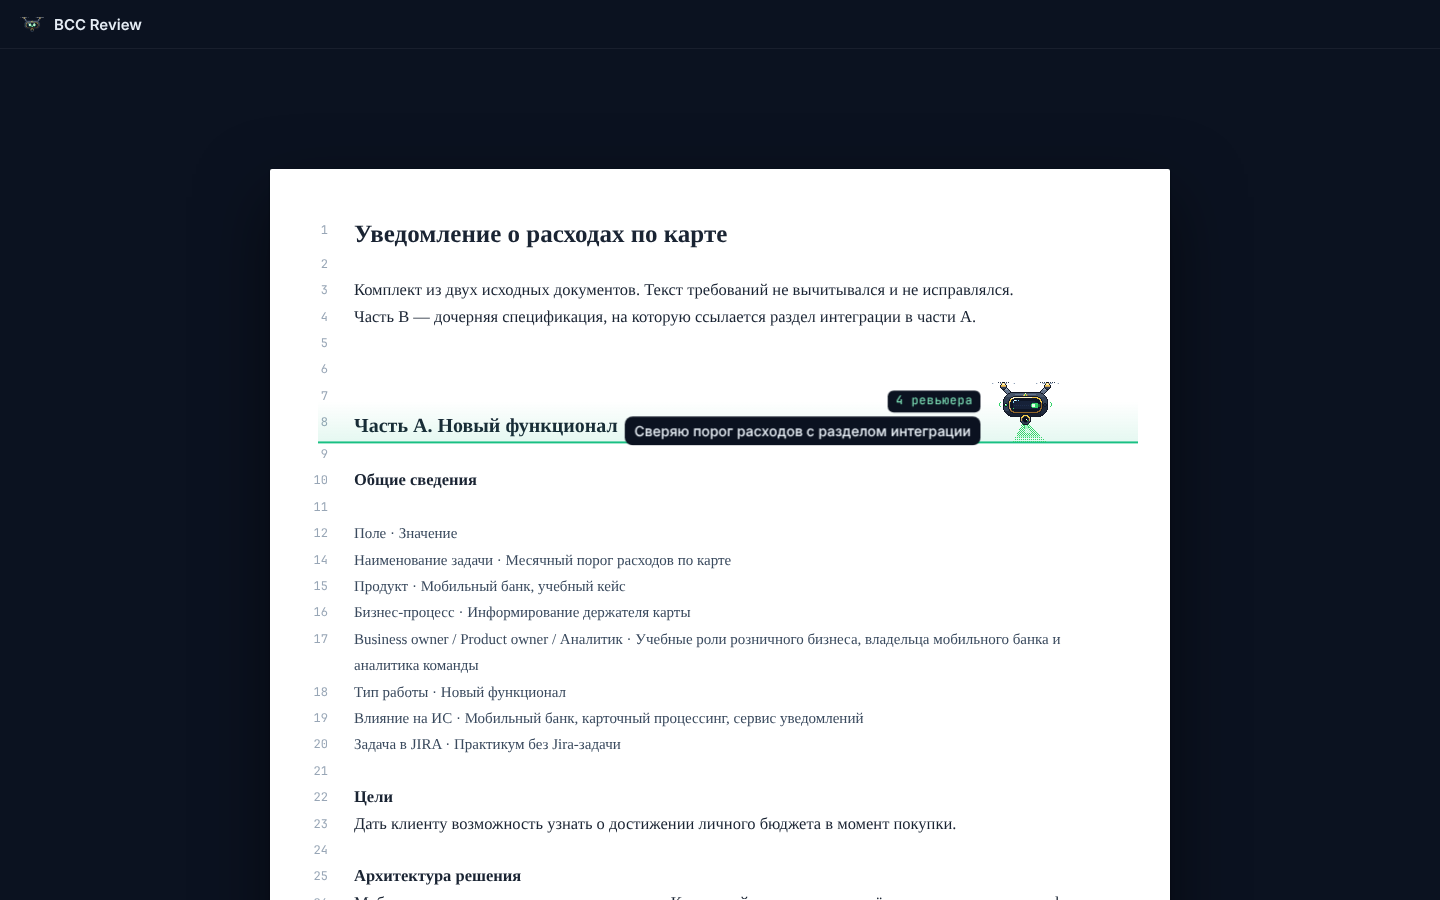 BCC Review
1 Уведомление о расходах по карте
2
3 Комплект из двух исходных документов. Текст требований не вычитывался и не исправлялся.
4 Часть B — дочерняя спецификация, на которую ссылается раздел интеграции в части A.
5
6
7
4 ревьюера
8 Часть A. Новый функционал
Сверяю порог расходов с разделом интеграции
9
10 Общие сведения
11
12 Поле · Значение
14 Наименование задачи · Месячный порог расходов по карте
15 Продукт · Мобильный банк, учебный кейс
16 Бизнес-процесс · Информирование держателя карты
17 Business owner / Product owner / Аналитик · Учебные роли розничного бизнеса, владельца мобильного банка и
аналитика команды
18 Тип работы · Новый функционал
19 Влияние на ИС · Мобильный банк, карточный процессинг, сервис уведомлений
20 Задача в JIRA · Практикум без Jira-задачи
21
22 Цели
23 Дать клиенту возможность узнать о достижении личного бюджета в момент покупки.
24
25 Архитектура решения